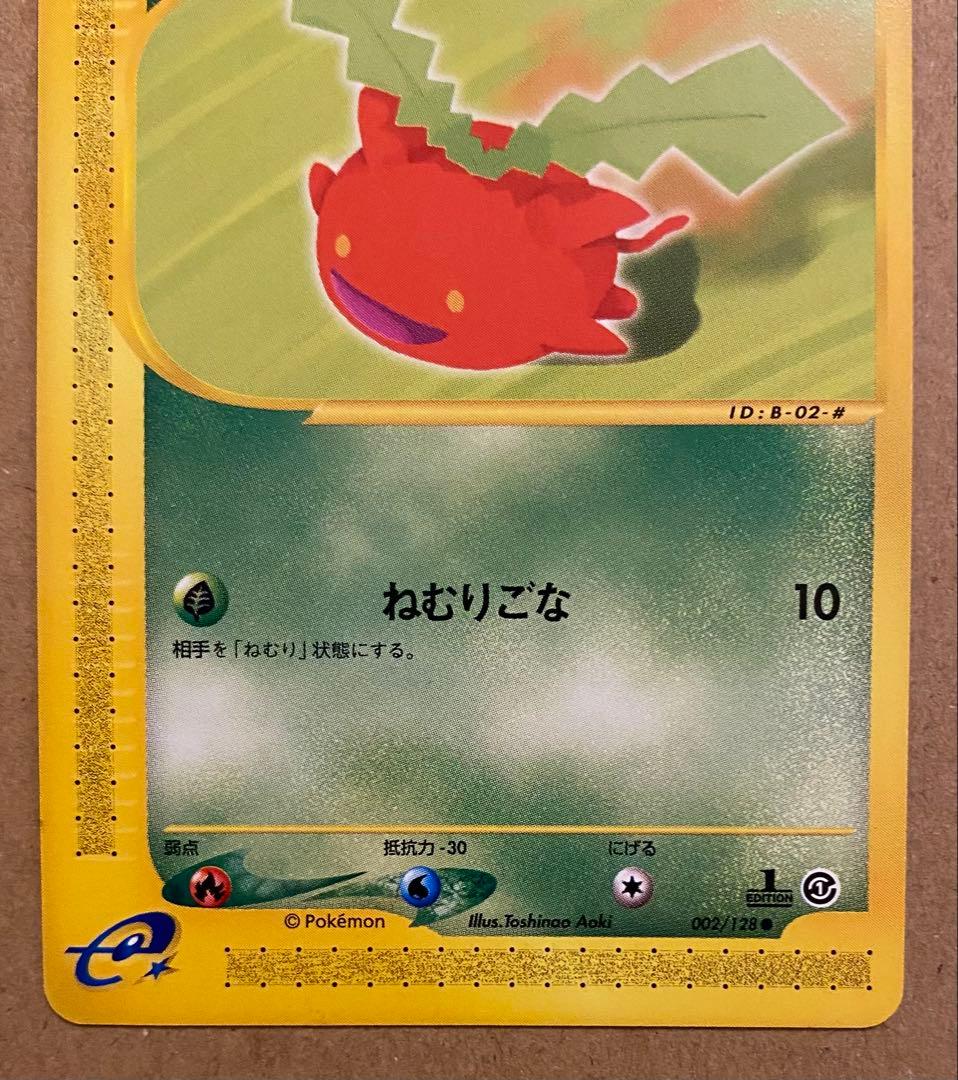 ID:B-02-#
ねむりごな 10
相手を「ねむり」状態にする。
弱点 抵抗力-30 にげる
1 EDITION
©Pokémon Illus.Toshinao Aoki 002/128●
e